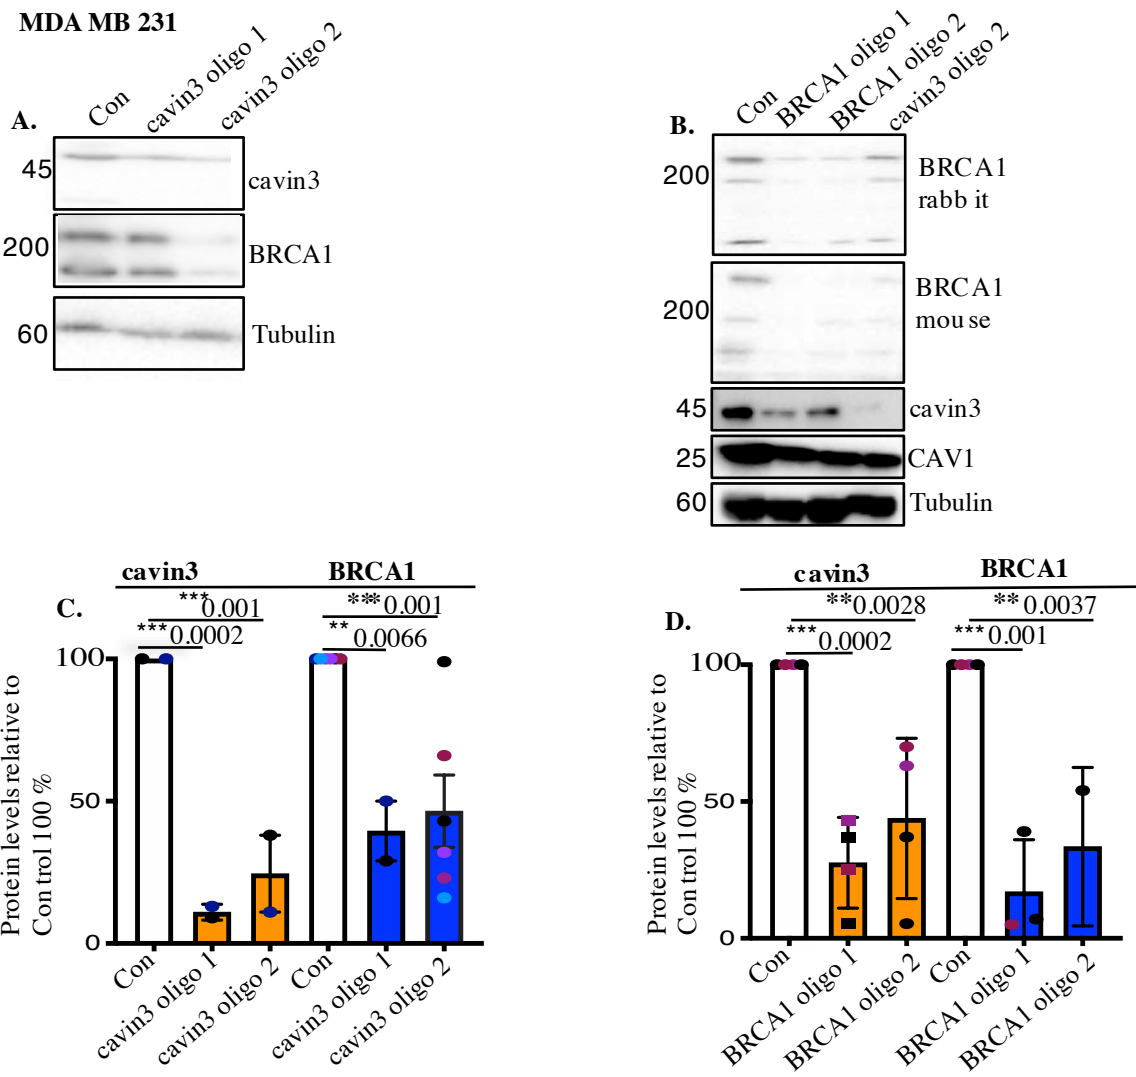 MDA MB 231
A.
Con
cavin3 oligo 1
cavin3 oligo 2
45
cavin3
200
BRCA1
60
Tubulin
B.
Con
BRCA1 oligo 1
BRCA1 oligo 2
cavin3 oligo 2
200
BRCA1
rabb it
200
BRCA1
mou se
45
cavin3
25
CAV1
60
Tubulin
C.
cavin3
BRCA1
***0.001
***0.0002
***0.001
**
0.0066
Protein levels relative to
Con trol 100 %
100
50
0
Con
cavin3 oligo 1
cavin3 oligo 2
Con
cavin3 oligo 1
cavin3 oligo 2
D.
cavin3
BRCA1
**0.0028
***
0.0002
**0.0037
***0.001
Protein levels relative to
Con trol 100 %
100
50
0
Con
BRCA1 oligo 1
BRCA1 oligo 2
Con
BRCA1 oligo 1
BRCA1 oligo 2